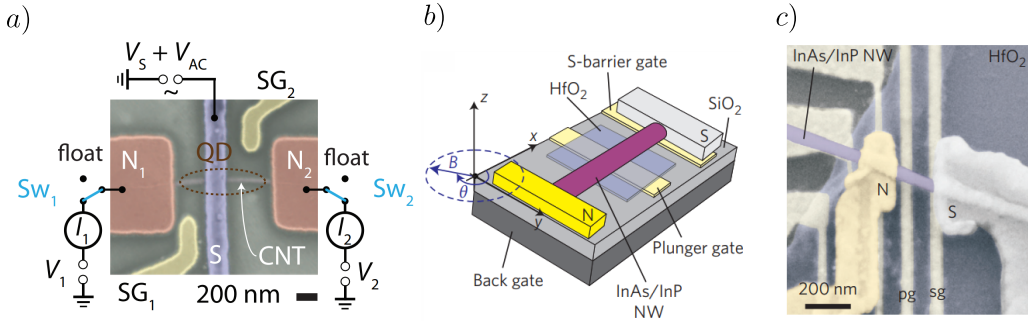 a)
V_S + V_AC
~
SG_2
float
N_1
QD
N_2
float
Sw_1
Sw_2
I_1
I_2
S
CNT
V_1
V_2
SG_1
200 nm
b)
S-barrier gate
HfO_2
SiO_2
z
x
S
B
θ
N
y
Plunger gate
Back gate
InAs/InP
NW
c)
InAs/InP NW
HfO_2
N
S
200 nm
pg
sg